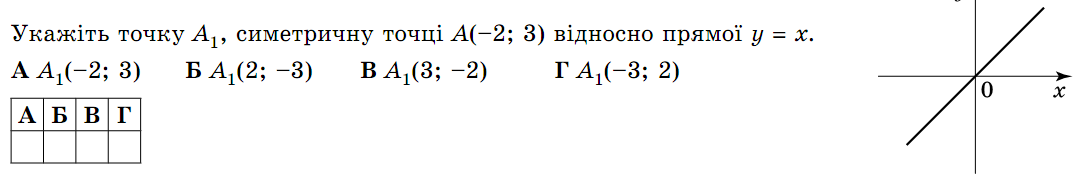 Укажіть точку A₁, симетричну точці A(−2; 3) відносно прямої y = x.
А A₁(−2; 3) Б A₁(2; −3) В A₁(3; −2) Г A₁(−3; 2)
А Б В Г
0 x